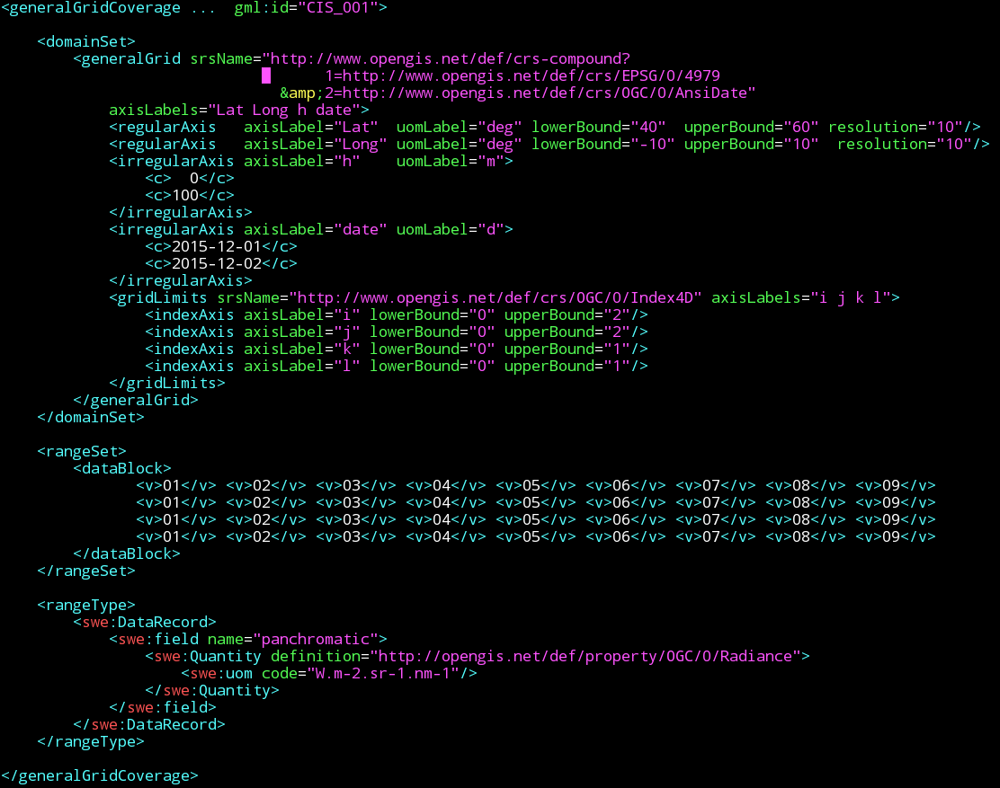 <generalGridCoverage ...  gml:id="CIS_001">
    <domainSet>
        <generalGrid srsName="http://www.opengis.net/def/crs-compound?
                                    1=http://www.opengis.net/def/crs/EPSG/0/4979
                               &amp;2=http://www.opengis.net/def/crs/OGC/0/AnsiDate"
            axisLabels="Lat Long h date">
            <regularAxis   axisLabel="Lat"  uomLabel="deg" lowerBound="40"  upperBound="60" resolution="10"/>
            <regularAxis   axisLabel="Long" uomLabel="deg" lowerBound="-10" upperBound="10"  resolution="10"/>
            <irregularAxis axisLabel="h"    uomLabel="m">
                <c>  0</c>
                <c>100</c>
            </irregularAxis>
            <irregularAxis axisLabel="date" uomLabel="d">
                <c>2015-12-01</c>
                <c>2015-12-02</c>
            </irregularAxis>
            <gridLimits srsName="http://www.opengis.net/def/crs/OGC/0/Index4D" axisLabels="i j k l">
                <indexAxis axisLabel="i" lowerBound="0" upperBound="2"/>
                <indexAxis axisLabel="j" lowerBound="0" upperBound="2"/>
                <indexAxis axisLabel="k" lowerBound="0" upperBound="1"/>
                <indexAxis axisLabel="l" lowerBound="0" upperBound="1"/>
            </gridLimits>
        </generalGrid>
    </domainSet>
    <rangeSet>
        <dataBlock>
               <v>01</v> <v>02</v> <v>03</v> <v>04</v> <v>05</v> <v>06</v> <v>07</v> <v>08</v> <v>09</v>
               <v>01</v> <v>02</v> <v>03</v> <v>04</v> <v>05</v> <v>06</v> <v>07</v> <v>08</v> <v>09</v>
               <v>01</v> <v>02</v> <v>03</v> <v>04</v> <v>05</v> <v>06</v> <v>07</v> <v>08</v> <v>09</v>
               <v>01</v> <v>02</v> <v>03</v> <v>04</v> <v>05</v> <v>06</v> <v>07</v> <v>08</v> <v>09</v>
        </dataBlock>
    </rangeSet>
    <rangeType>
        <swe:DataRecord>
            <swe:field name="panchromatic">
                <swe:Quantity definition="http://opengis.net/def/property/OGC/0/Radiance">
                    <swe:uom code="W.m-2.sr-1.nm-1"/>
                </swe:Quantity>
            </swe:field>
        </swe:DataRecord>
    </rangeType>
</generalGridCoverage>